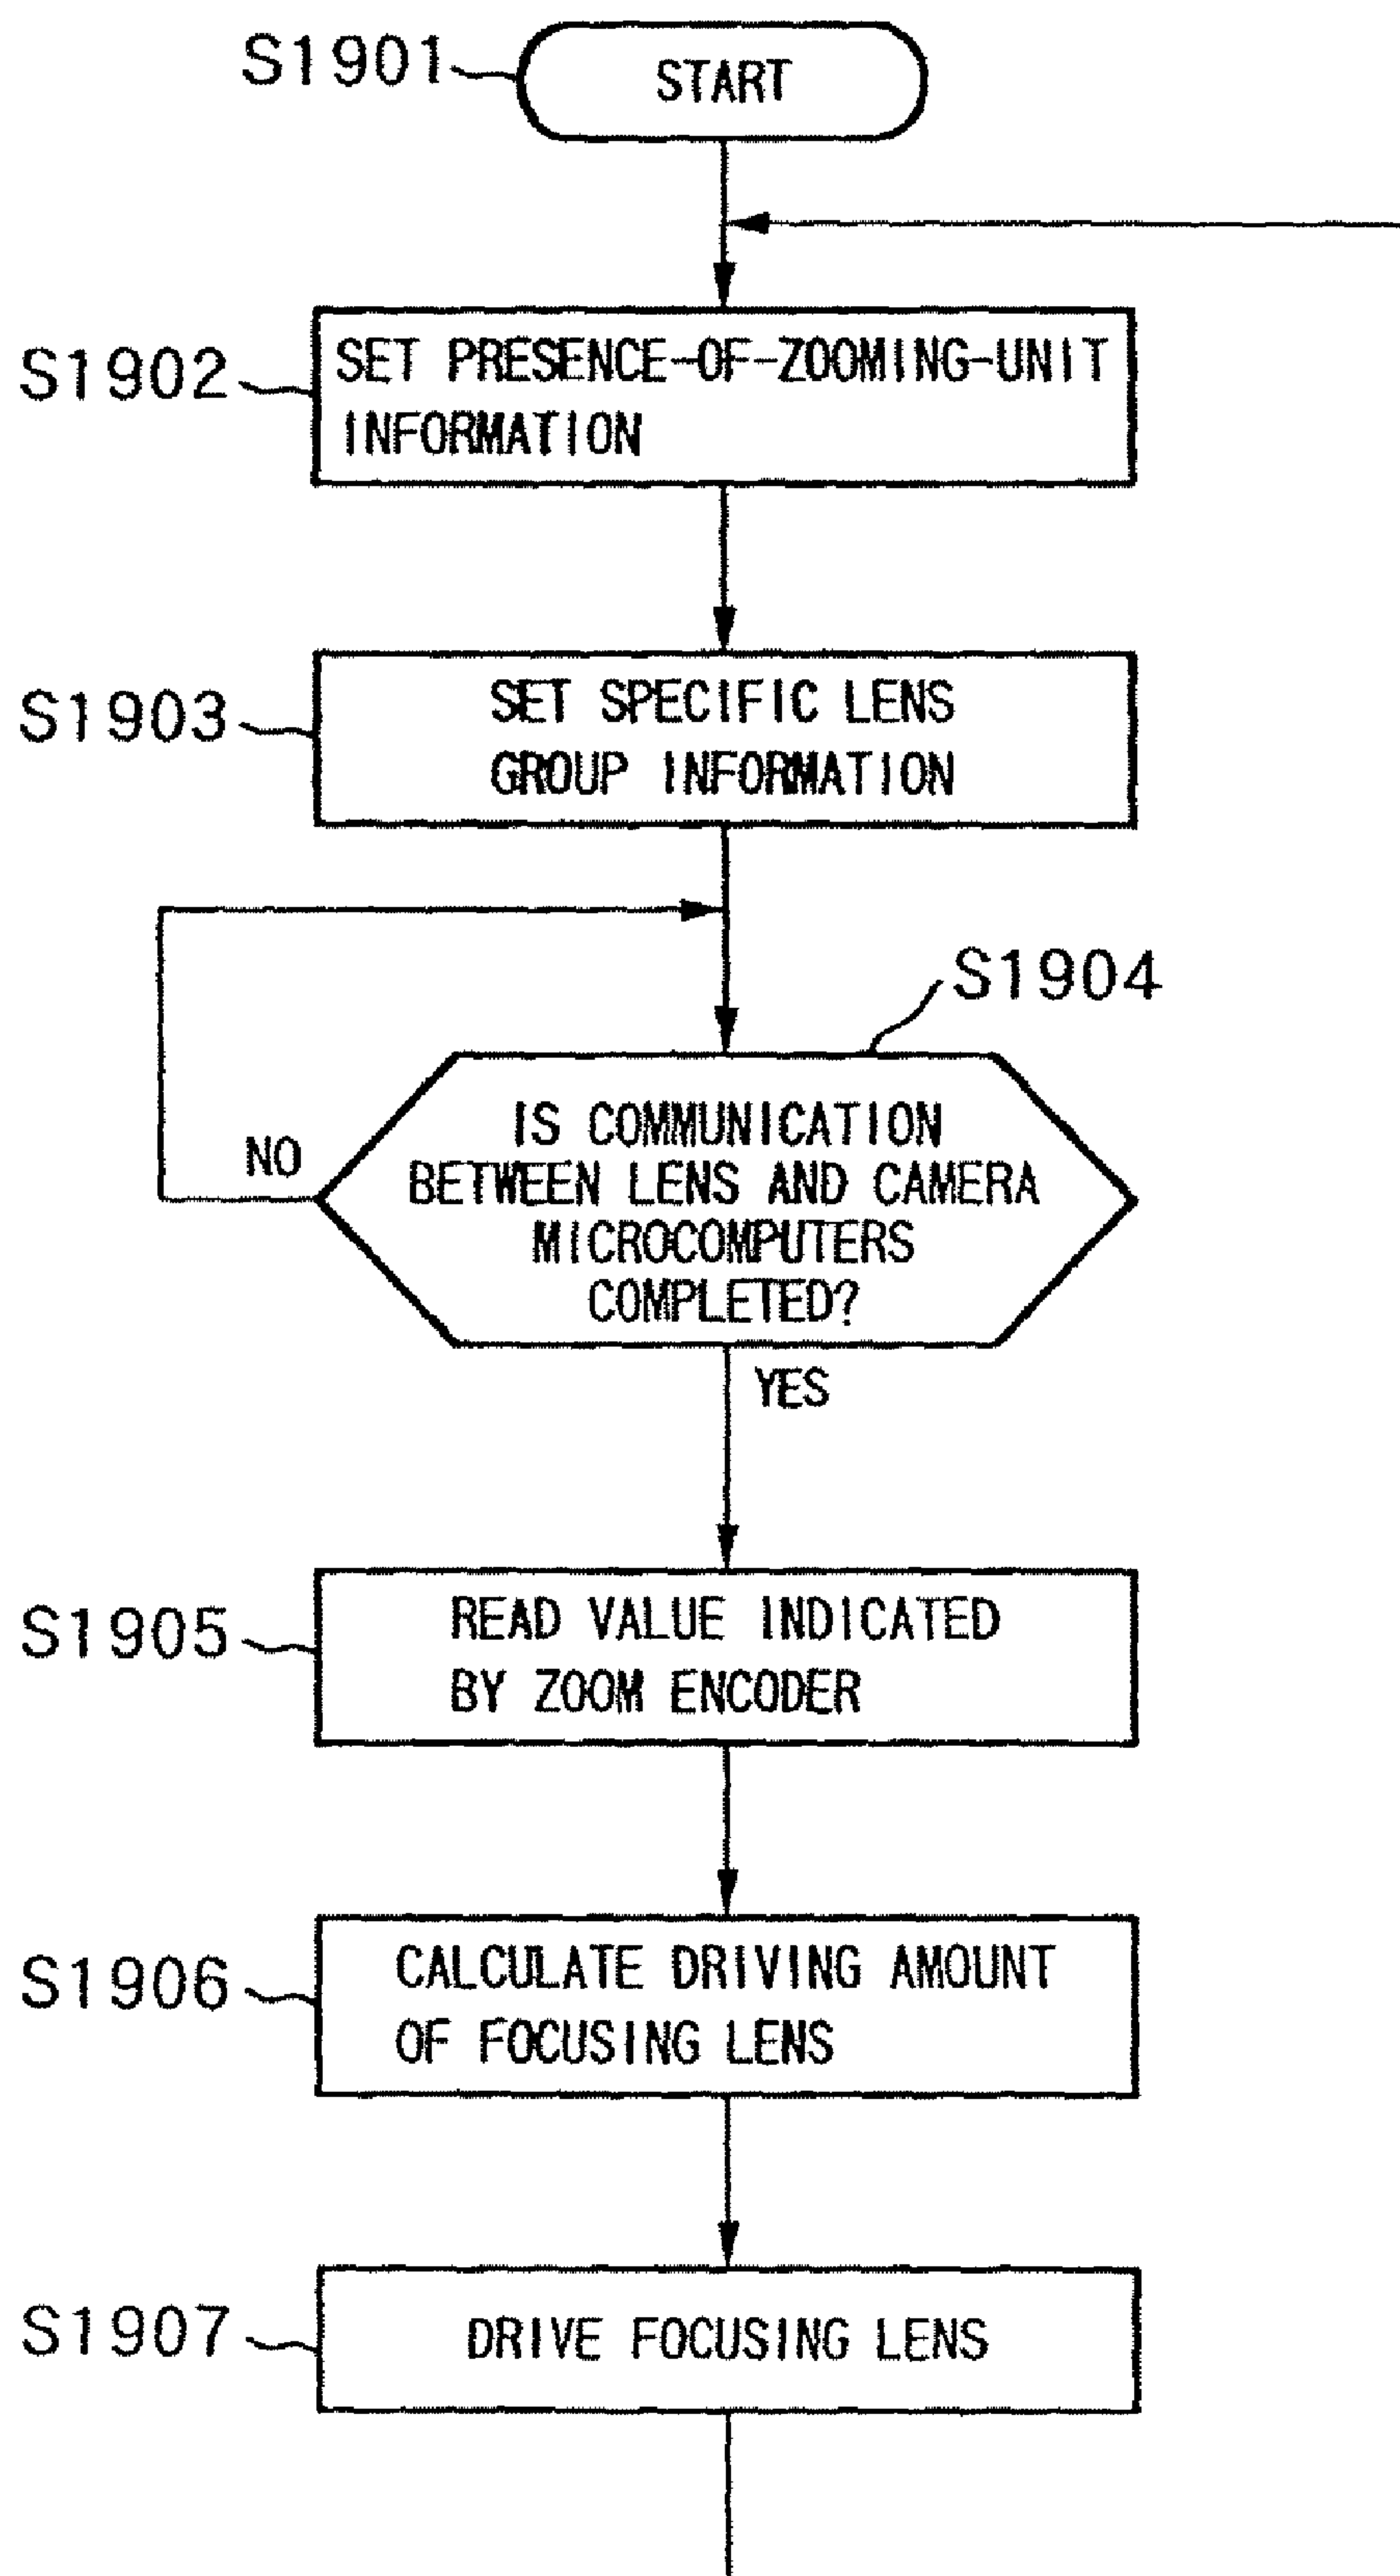 S1901
START
S1902
SET PRESENCE-OF-ZOOMING-UNIT
INFORMATION
S1903
SET SPECIFIC LENS
GROUP INFORMATION
S1904
IS COMMUNICATION
BETWEEN LENS AND CAMERA
MICROCOMPUTERS
COMPLETED?
NO
YES
S1905
READ VALUE INDICATED
BY ZOOM ENCODER
S1906
CALCULATE DRIVING AMOUNT
OF FOCUSING LENS
S1907
DRIVE FOCUSING LENS